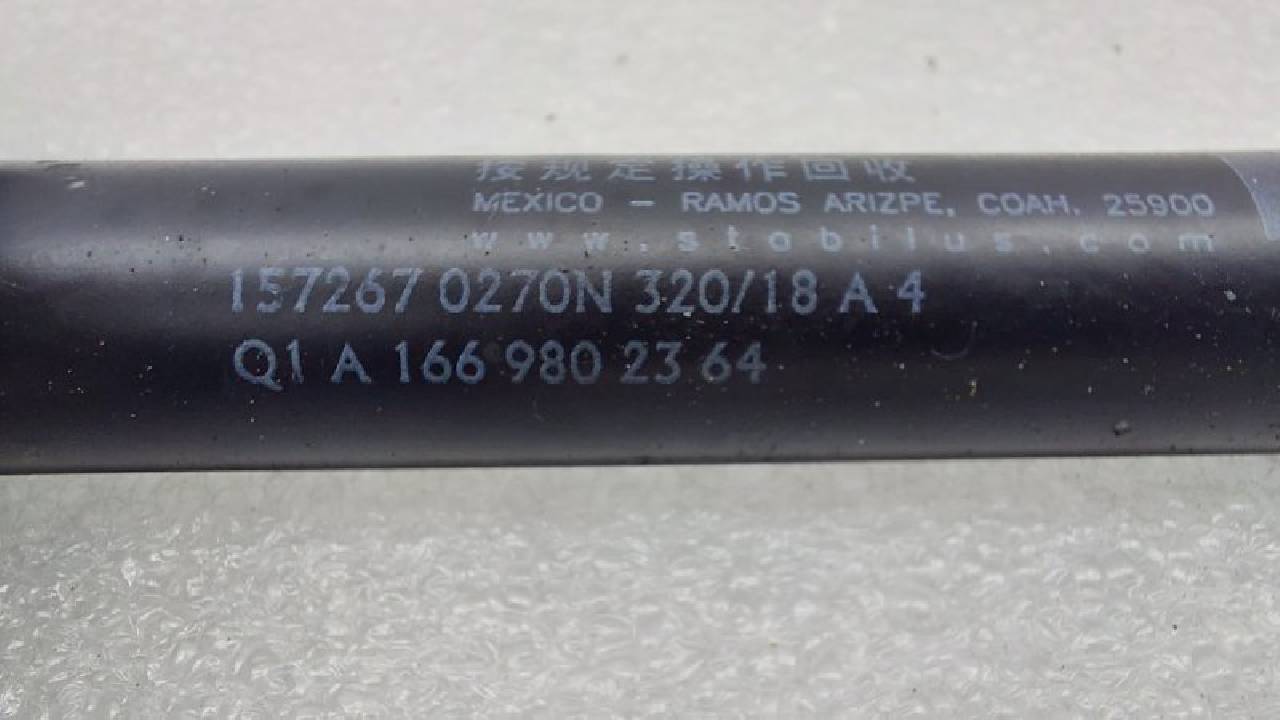 按规定操作回收
MEXICO - RAMOS ARIZPE, COAH. 25900
www.stabilus.com
157267 0270N 320/18 A 4
Q1 A 166 980 23 64